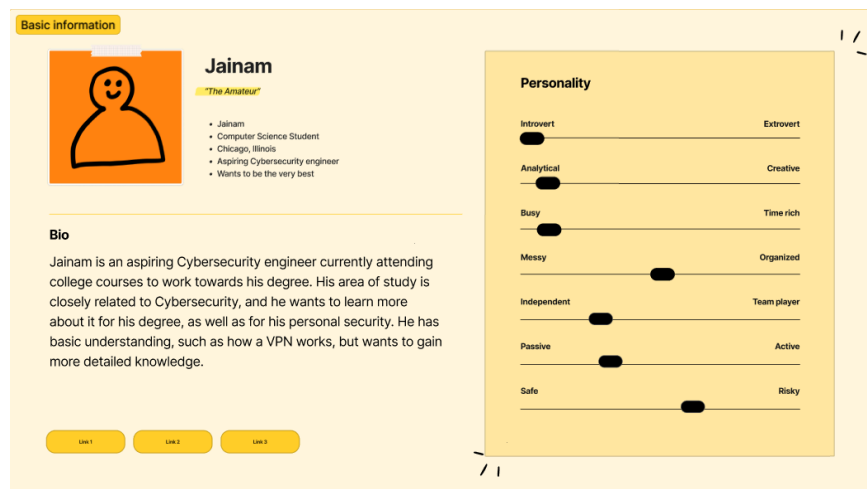 Basic information
Jainam
"The Amateur"
• Jainam
• Computer Science Student
• Chicago, Illinois
• Aspiring Cybersecurity engineer
• Wants to be the very best
Bio
Jainam is an aspiring Cybersecurity engineer currently attending
college courses to work towards his degree. His area of study is
closely related to Cybersecurity, and he wants to learn more
about it for his degree, as well as for his personal security. He has
basic understanding, such as how a VPN works, but wants to gain
more detailed knowledge.
Link 1 Link 2 Link 3
Personality
Introvert Extrovert
Analytical Creative
Busy Time rich
Messy Organized
Independent Team player
Passive Active
Safe Risky